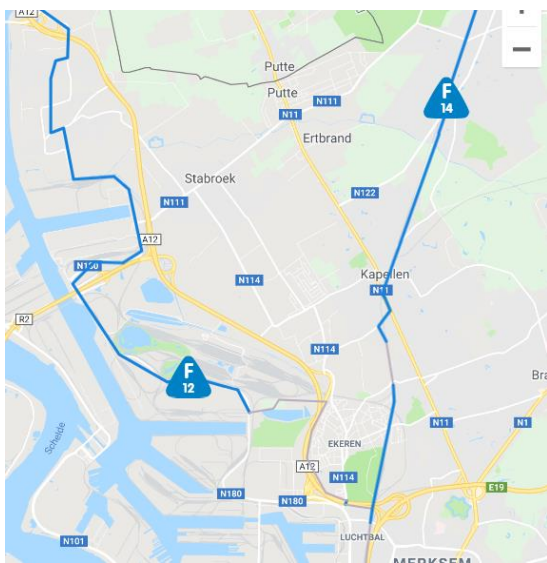 A12
Putte
Putte
N11
N111
F
14
Ertbrand
Stabroek
N122
N111
A12
N180
Kapellen
N114
N11
R2
N114
F
12
Bra
Schelde
EKEREN
N11
N1
A12
N114
E19
N180
N180
N101
LUCHTBAL
MERKSEM